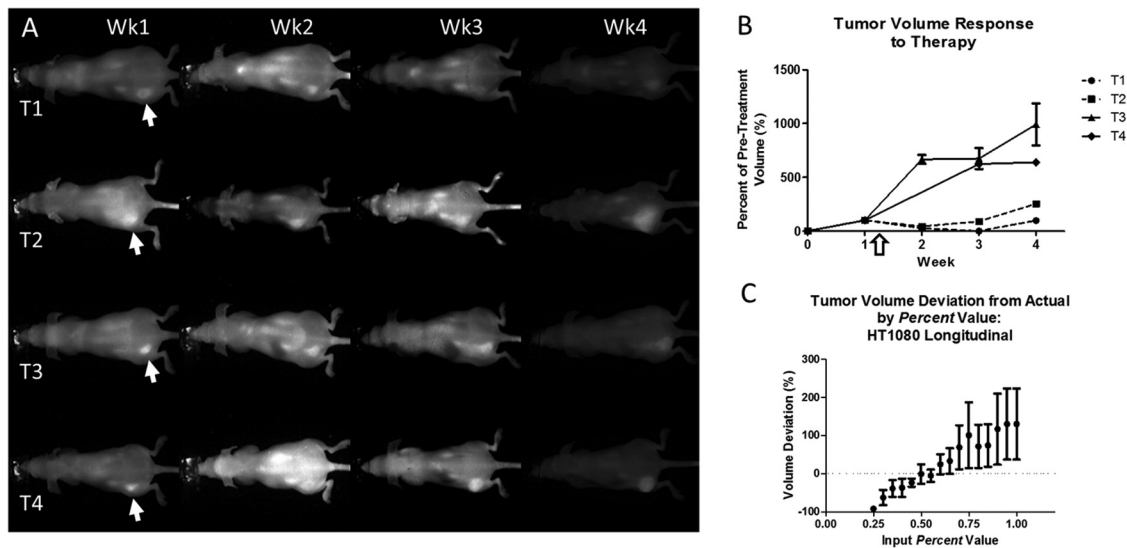 A
Wk1 Wk2 Wk3 Wk4
T1
T2
T3
T4
B
Tumor Volume Response
to Therapy
Percent of Pre-Treatment
Volume (%)
1500
1000
500
0
0 1 2 3 4
Week
T1
T2
T3
T4
C
Tumor Volume Deviation from Actual
by Percent Value:
HT1080 Longitudinal
Volume Deviation (%)
300
200
100
0
-100
0.00 0.25 0.50 0.75 1.00
Input Percent Value